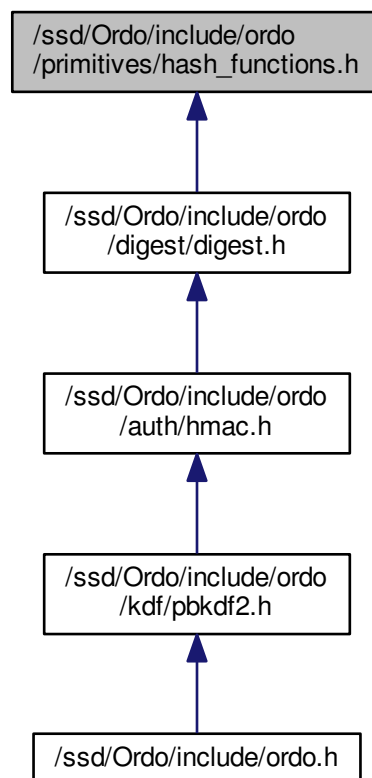 /ssd/Ordo/include/ordo
/primitives/hash_functions.h
/ssd/Ordo/include/ordo
/digest/digest.h
/ssd/Ordo/include/ordo
/auth/hmac.h
/ssd/Ordo/include/ordo
/kdf/pbkdf2.h
/ssd/Ordo/include/ordo.h